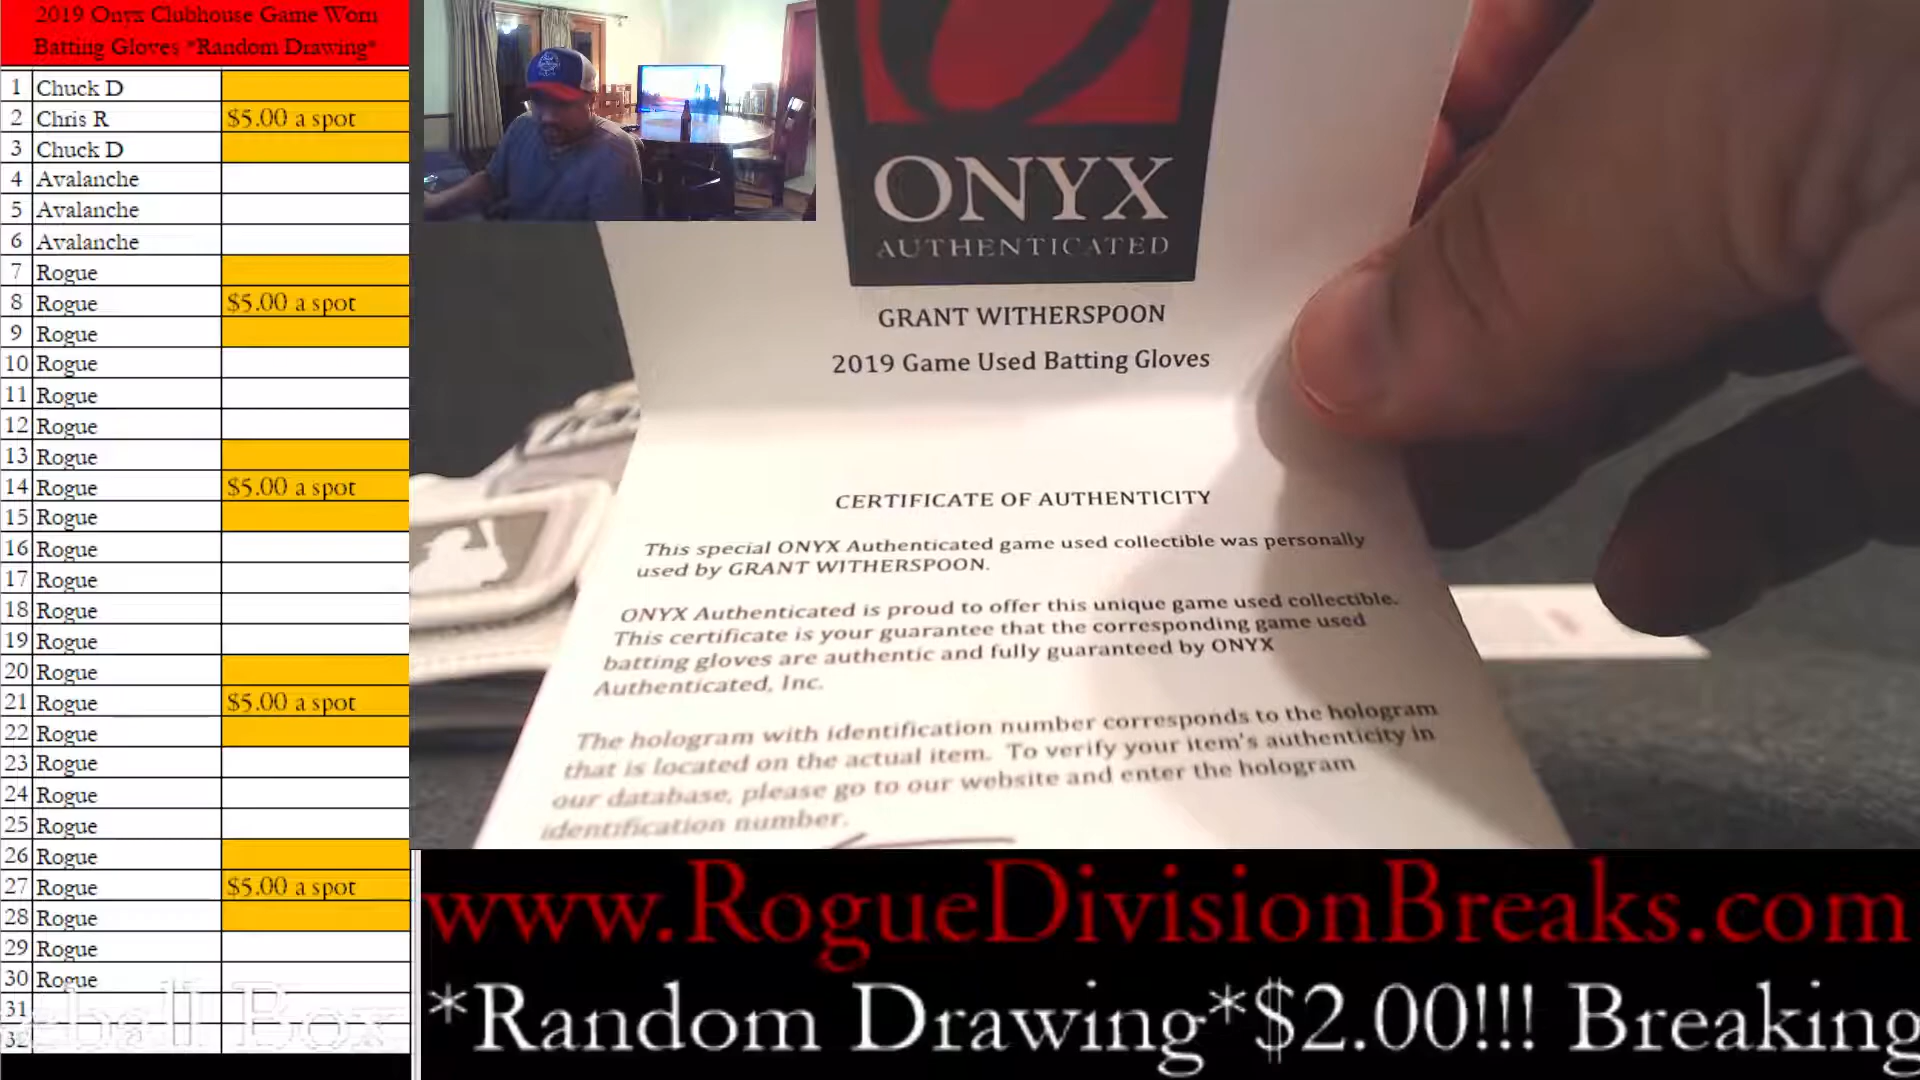 2019 Onyx Clubhouse Game Worn
Batting Gloves *Random Drawing*
1 Chuck D
2 Chris R $5.00 a spot
3 Chuck D
4 Avalanche
5 Avalanche
6 Avalanche
7 Rogue
8 Rogue $5.00 a spot
9 Rogue
10 Rogue
11 Rogue
12 Rogue
13 Rogue
14 Rogue $5.00 a spot
15 Rogue
16 Rogue
17 Rogue
18 Rogue
19 Rogue
20 Rogue
21 Rogue $5.00 a spot
22 Rogue
23 Rogue
24 Rogue
25 Rogue
26 Rogue
27 Rogue $5.00 a spot
28 Rogue
29 Rogue
30 Rogue
31
32
Box
ONYX
AUTHENTICATED
GRANT WITHERSPOON
2019 Game Used Batting Gloves
CERTIFICATE OF AUTHENTICITY
This special ONYX Authenticated game used collectible was personally
used by GRANT WITHERSPOON.
ONYX Authenticated is proud to offer this unique game used collectible.
This certificate is your guarantee that the corresponding game used
batting gloves are authentic and fully guaranteed by ONYX
Authenticated, Inc.
The hologram with identification number corresponds to the hologram
that is located on the actual item. To verify your item's authenticity in
our database, please go to our website and enter the hologram
identification number.
www.RogueDivisionBreaks.com
*Random Drawing*$2.00!!! Breaking